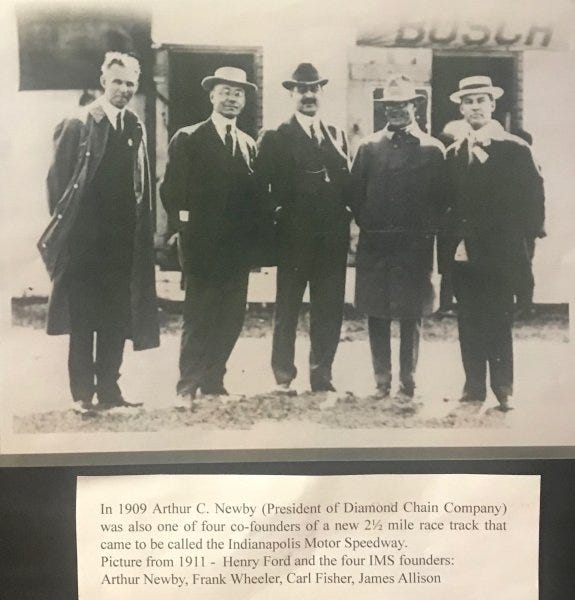 BOSCH
In 1909 Arthur C. Newby (President of Diamond Chain Company)
was also one of four co-founders of a new 2½ mile race track that
came to be called the Indianapolis Motor Speedway.
Picture from 1911 - Henry Ford and the four IMS founders:
Arthur Newby, Frank Wheeler, Carl Fisher, James Allison